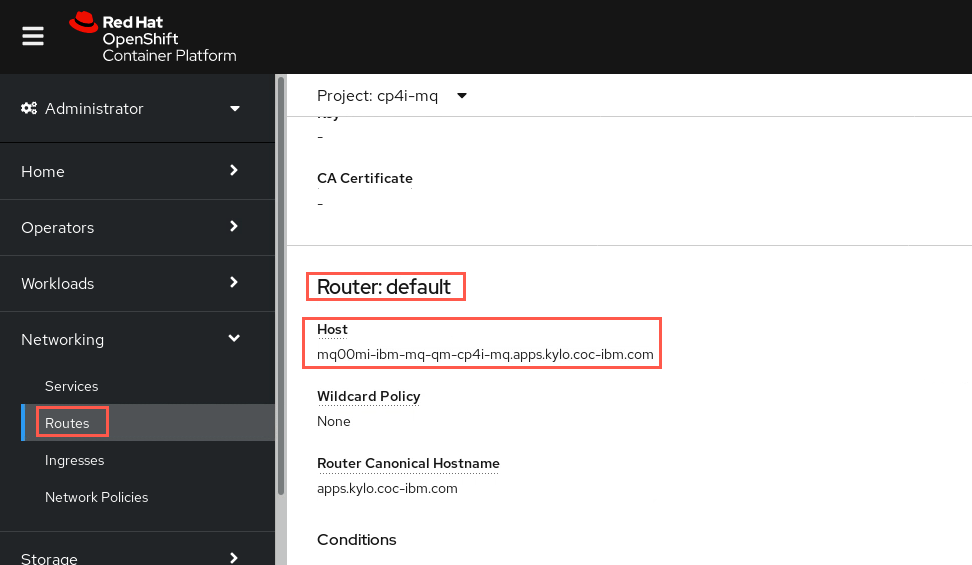 Red Hat
OpenShift
Container Platform
Administrator
Home
Operators
Workloads
Networking
Services
Routes
Ingresses
Network Policies
Storage
Project: cp4i-mq
Key
-
CA Certificate
-
Router: default
Host
mq00mi-ibm-mq-qm-cp4i-mq.apps.kylo.coc-ibm.com
Wildcard Policy
None
Router Canonical Hostname
apps.kylo.coc-ibm.com
Conditions